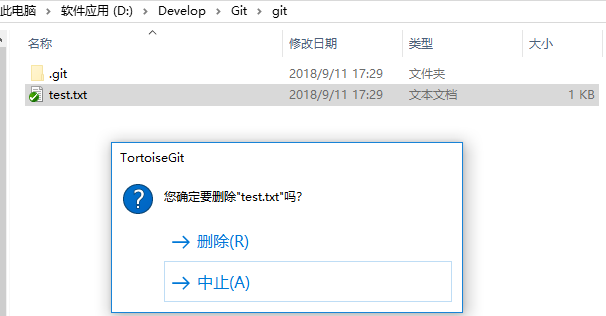 此电脑 › 软件应用 (D:) › Develop › Git › git
名称 修改日期 类型 大小
.git 2018/9/11 17:29 文件夹
test.txt 2018/9/11 17:29 文本文档 1 KB
TortoiseGit
您确定要删除"test.txt"吗?
删除(R)
中止(A)